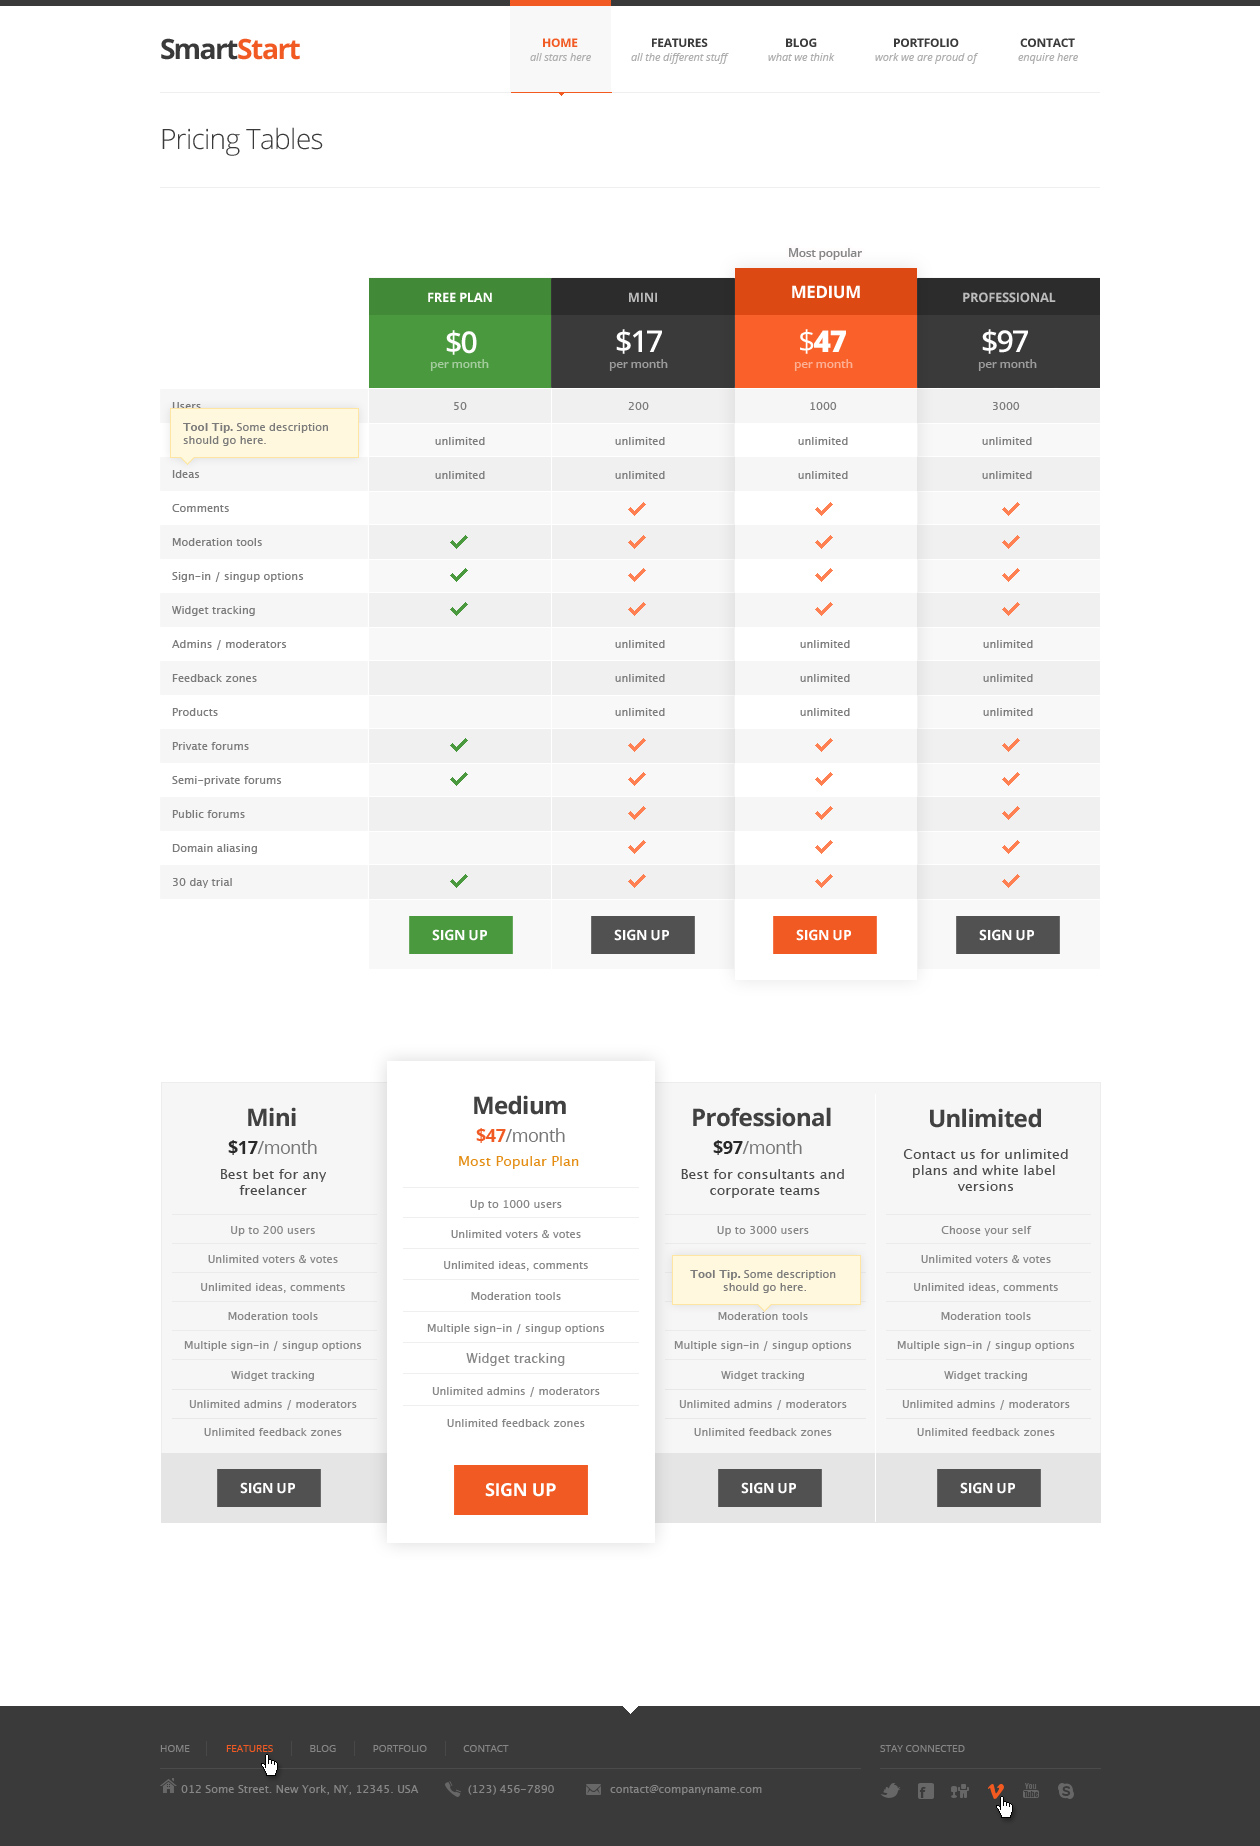 SmartStart
HOME
all stars here
FEATURES
all the different stuff
BLOG
what we think
PORTFOLIO
work we are proud of
CONTACT
enquire here
Pricing Tables
Most popular
FREE PLAN MINI MEDIUM PROFESSIONAL
$0 $17 $47 $97
per month per month per month per month
Users 50 200 1000 3000
Tool Tip. Some description
should go here.
unlimited unlimited unlimited unlimited
Ideas unlimited unlimited unlimited unlimited
Comments
Moderation tools
Sign-in / singup options
Widget tracking
Admins / moderators unlimited unlimited unlimited
Feedback zones unlimited unlimited unlimited
Products unlimited unlimited unlimited
Private forums
Semi-private forums
Public forums
Domain aliasing
30 day trial
SIGN UP SIGN UP SIGN UP SIGN UP
Mini
$17/month
Best bet for any
freelancer
Up to 200 users
Unlimited voters & votes
Unlimited ideas, comments
Moderation tools
Multiple sign-in / singup options
Widget tracking
Unlimited admins / moderators
Unlimited feedback zones
SIGN UP
Medium
$47/month
Most Popular Plan
Up to 1000 users
Unlimited voters & votes
Unlimited ideas, comments
Moderation tools
Multiple sign-in / singup options
Widget tracking
Unlimited admins / moderators
Unlimited feedback zones
SIGN UP
Professional
$97/month
Best for consultants and
corporate teams
Up to 3000 users
Tool Tip. Some description
should go here.
Moderation tools
Multiple sign-in / singup options
Widget tracking
Unlimited admins / moderators
Unlimited feedback zones
SIGN UP
Unlimited
Contact us for unlimited
plans and white label
versions
Choose your self
Unlimited voters & votes
Unlimited ideas, comments
Moderation tools
Multiple sign-in / singup options
Widget tracking
Unlimited admins / moderators
Unlimited feedback zones
SIGN UP
HOME FEATURES BLOG PORTFOLIO CONTACT
STAY CONNECTED
012 Some Street. New York, NY, 12345. USA (123) 456-7890 contact@companyname.com
You
Tube